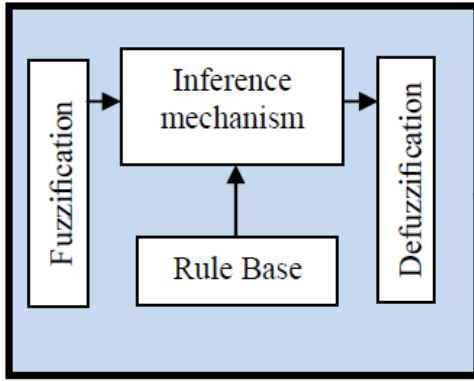 Fuzzification
Inference
mechanism
Rule Base
Defuzzification